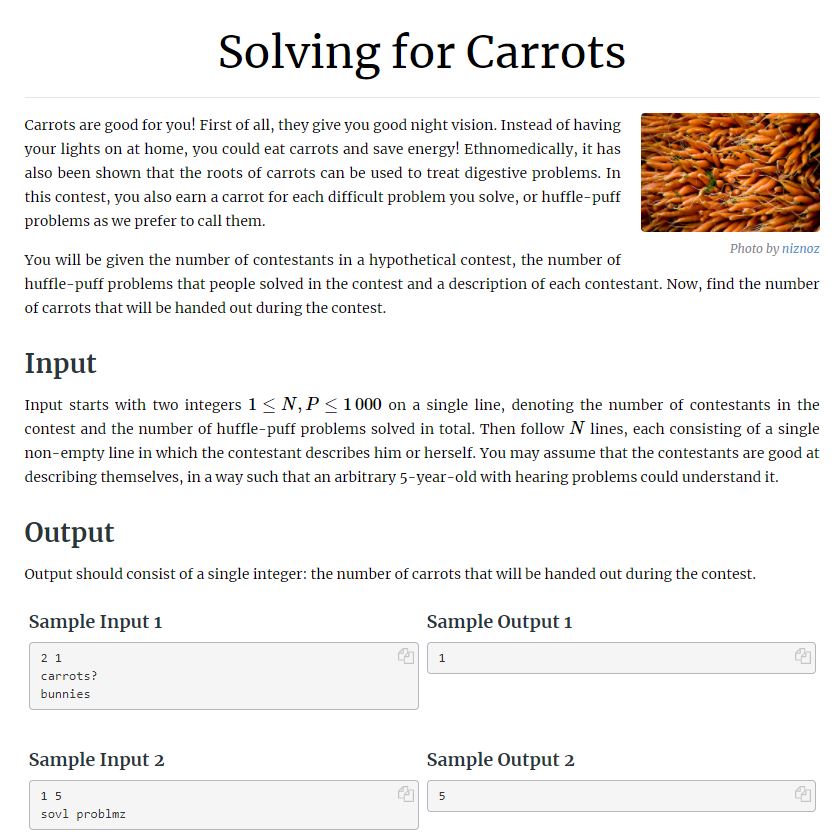 Solving for Carrots
Carrots are good for you! First of all, they give you good night vision. Instead of having
your lights on at home, you could eat carrots and save energy! Ethnomedically, it has
also been shown that the roots of carrots can be used to treat digestive problems. In
this contest, you also earn a carrot for each difficult problem you solve, or huffle-puff
problems as we prefer to call them.
Photo by niznoz
You will be given the number of contestants in a hypothetical contest, the number of
huffle-puff problems that people solved in the contest and a description of each contestant. Now, find the number
of carrots that will be handed out during the contest.
Input
Input starts with two integers 1 ≤ N, P ≤ 1 000 on a single line, denoting the number of contestants in the
contest and the number of huffle-puff problems solved in total. Then follow N lines, each consisting of a single
non-empty line in which the contestant describes him or herself. You may assume that the contestants are good at
describing themselves, in a way such that an arbitrary 5-year-old with hearing problems could understand it.
Output
Output should consist of a single integer: the number of carrots that will be handed out during the contest.
Sample Input 1
2 1
carrots?
bunnies
Sample Output 1
1
Sample Input 2
1 5
sovl problmz
Sample Output 2
5